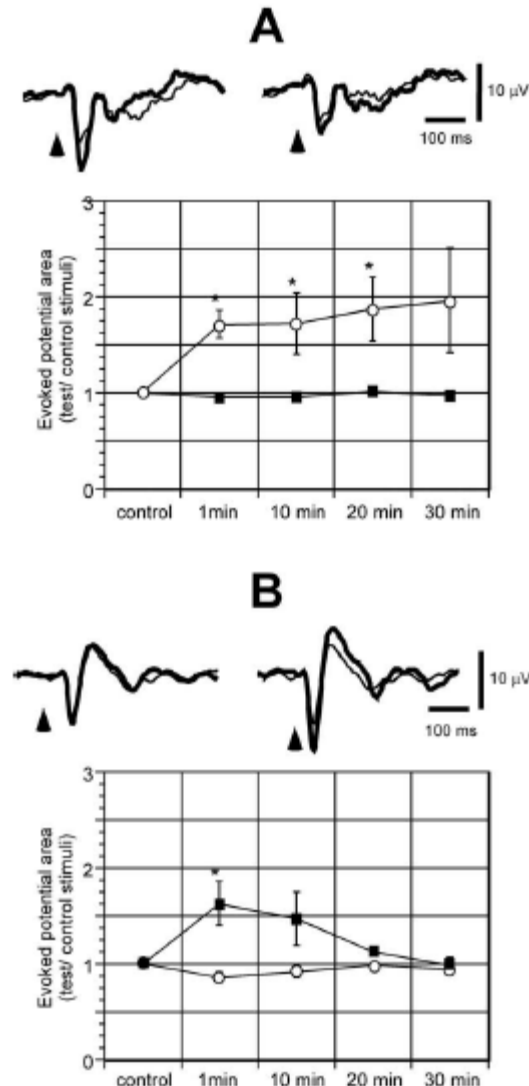 A
10 µV
100 ms
Evoked potential area
(test/ control stimuli)
3
2
1
0
*
*
*
control 1min 10 min 20 min 30 min
B
10 µV
100 ms
Evoked potential area
(test/ control stimuli)
3
2
1
0
*
control 1min 10 min 20 min 30 min